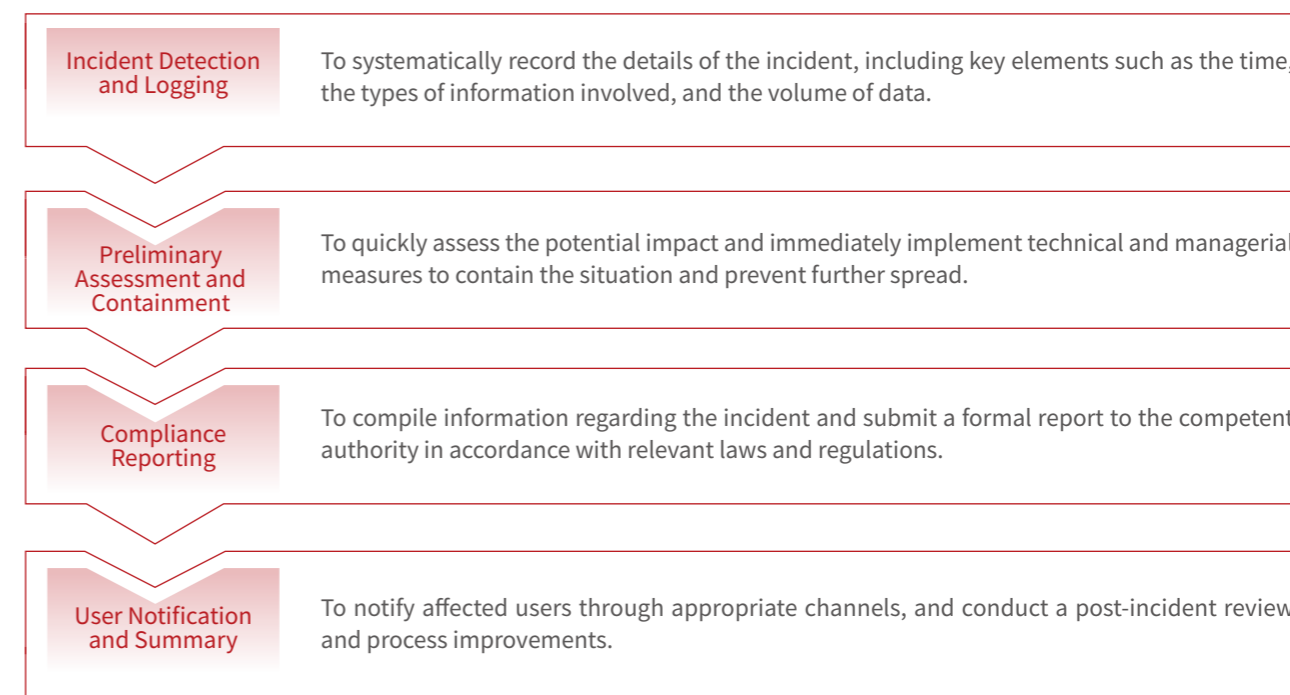 Incident Detection
and Logging
To systematically record the details of the incident, including key elements such as the time,
the types of information involved, and the volume of data.
Preliminary
Assessment and
Containment
To quickly assess the potential impact and immediately implement technical and managerial
measures to contain the situation and prevent further spread.
Compliance
Reporting
To compile information regarding the incident and submit a formal report to the competent
authority in accordance with relevant laws and regulations.
User Notification
and Summary
To notify affected users through appropriate channels, and conduct a post-incident review
and process improvements.